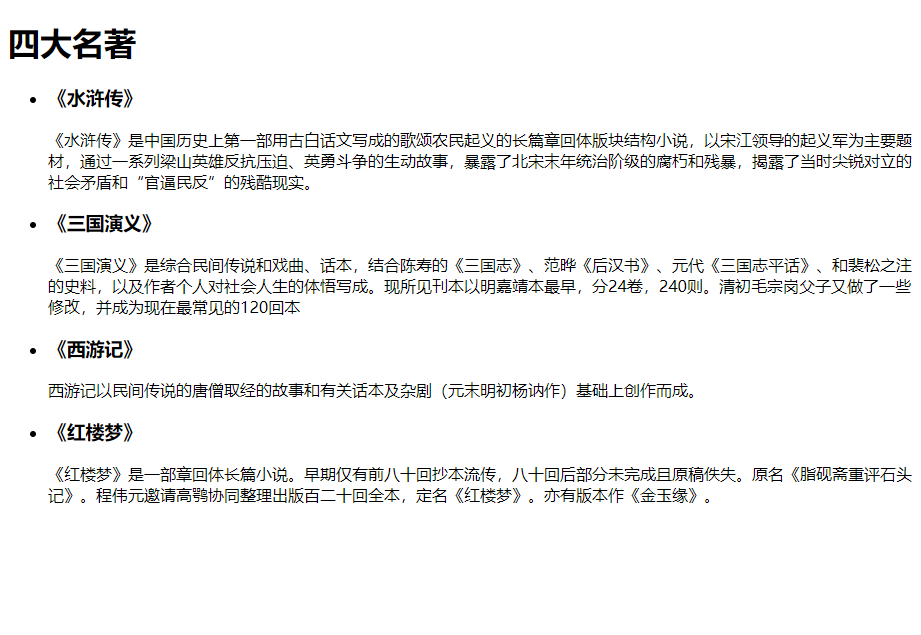 四大名著
《水浒传》
《水浒传》是中国历史上第一部用古白话文写成的歌颂农民起义的长篇章回体版块结构小说，以宋江领导的起义军为主要题
材，通过一系列梁山英雄反抗压迫、英勇斗争的生动故事，暴露了北宋末年统治阶级的腐朽和残暴，揭露了当时尖锐对立的
社会矛盾和“官逼民反”的残酷现实。
《三国演义》
《三国演义》是综合民间传说和戏曲、话本，结合陈寿的《三国志》、范晔《后汉书》、元代《三国志平话》、和裴松之注
的史料，以及作者个人对社会人生的体悟写成。现所见刊本以明嘉靖本最早，分24卷，240则。清初毛宗岗父子又做了一些
修改，并成为现在最常见的120回本
《西游记》
西游记以民间传说的唐僧取经的故事和有关话本及杂剧（元末明初杨讷作）基础上创作而成。
《红楼梦》
《红楼梦》是一部章回体长篇小说。早期仅有前八十回抄本流传，八十回后部分未完成且原稿佚失。原名《脂砚斋重评石头
记》。程伟元邀请高鹗协同整理出版百二十回全本，定名《红楼梦》。亦有版本作《金玉缘》。